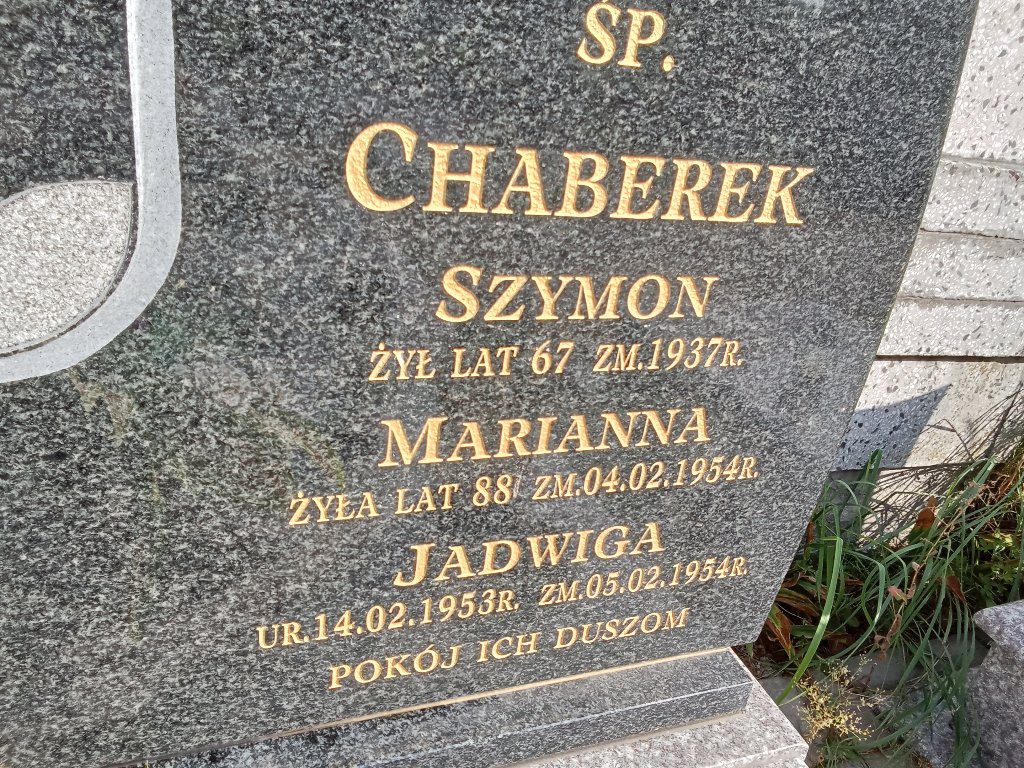 ŚP.
CHABEREK
SZYMON
ŻYŁ LAT 67 ZM.1937R.
MARIANNA
ŻYŁA LAT 88 ZM.04.02.1954R.
JADWIGA
UR.14.02.1953R. ZM.05.02.1954R.
POKÓJ ICH DUSZOM